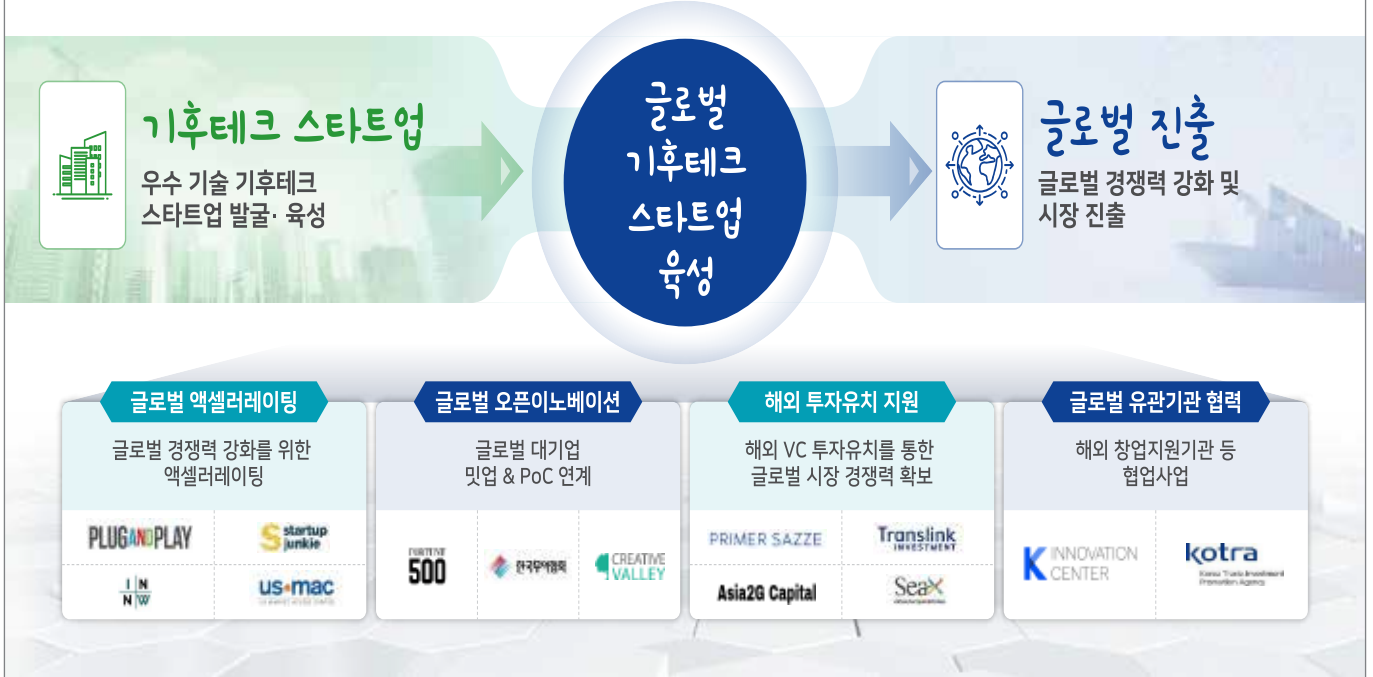 기후테크 스타트업
우수 기술 기후테크
스타트업 발굴· 육성
글로벌
기후테크
스타트업
육성
글로벌 진출
글로벌 경쟁력 강화 및
시장 진출
글로벌 액셀러레이팅
글로벌 경쟁력 강화를 위한
액셀러레이팅
PLUGANDPLAY
startup
junkie
I N
N W
us-mac
글로벌 오픈이노베이션
글로벌 대기업
밋업 & PoC 연계
FORTUNE
500
한국무역협회
CREATIVE
VALLEY
해외 투자유치 지원
해외 VC 투자유치를 통한
글로벌 시장 경쟁력 확보
PRIMER SAZZE
Translink
INVESTMENT
Asia2G Capital
SeaX
글로벌 유관기관 협력
해외 창업지원기관 등
협업사업
K INNOVATION
CENTER
kotra
Korea Trade-Investment
Promotion Agency